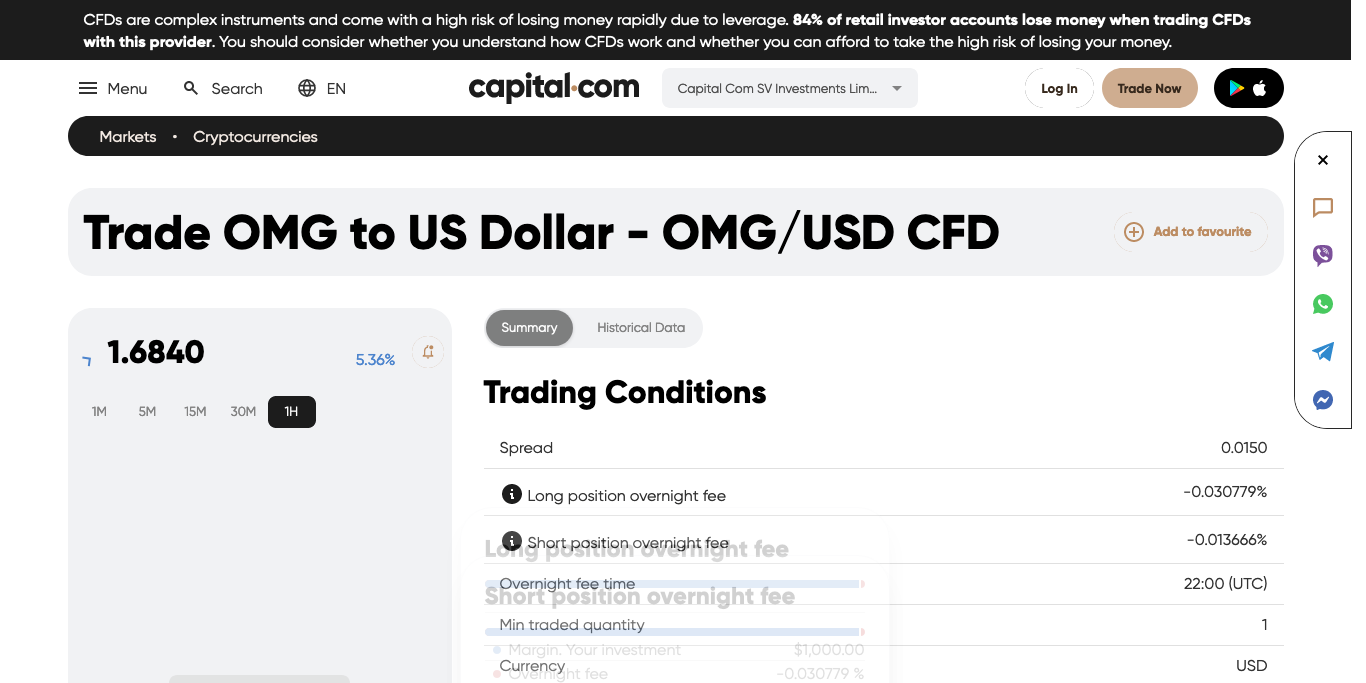 CFDs are complex instruments and come with a high risk of losing money rapidly due to leverage. 84% of retail investor accounts lose money when trading CFDs
with this provider. You should consider whether you understand how CFDs work and whether you can afford to take the high risk of losing your money.
Menu Search EN capital.com Capital Com SV Investments Lim... Log In Trade Now
Markets • Cryptocurrencies
Trade OMG to US Dollar - OMG/USD CFD Add to favourite
1.6840 5.36%
1M 5M 15M 30M 1H
Summary Historical Data
Trading Conditions
Spread 0.0150
Long position overnight fee -0.030779%
Short position overnight fee -0.013666%
Long position overnight fee
Overnight fee time 22:00 (UTC)
Short position overnight fee
Min traded quantity 1
Margin. Your investment $1,000.00
Currency USD
Overnight fee -0.030779 %